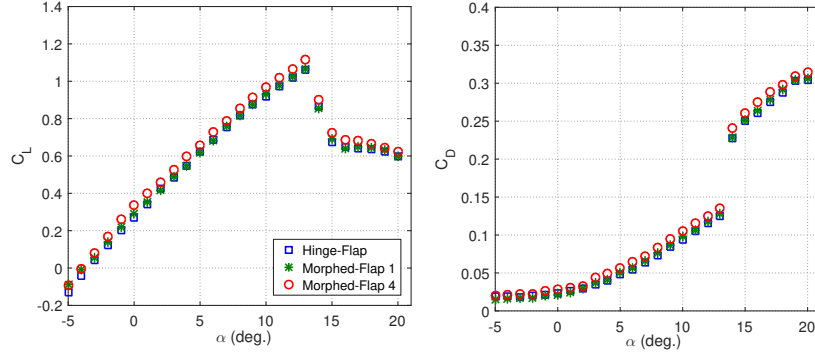 1.4
1.2
1
0.8
0.6
0.4
0.2
0
-0.2
C_L
-5 0 5 10 15 20
α (deg.)
Hinge-Flap
Morphed-Flap 1
Morphed-Flap 4
0.4
0.35
0.3
0.25
0.2
0.15
0.1
0.05
0
C_D
-5 0 5 10 15 20
α (deg.)